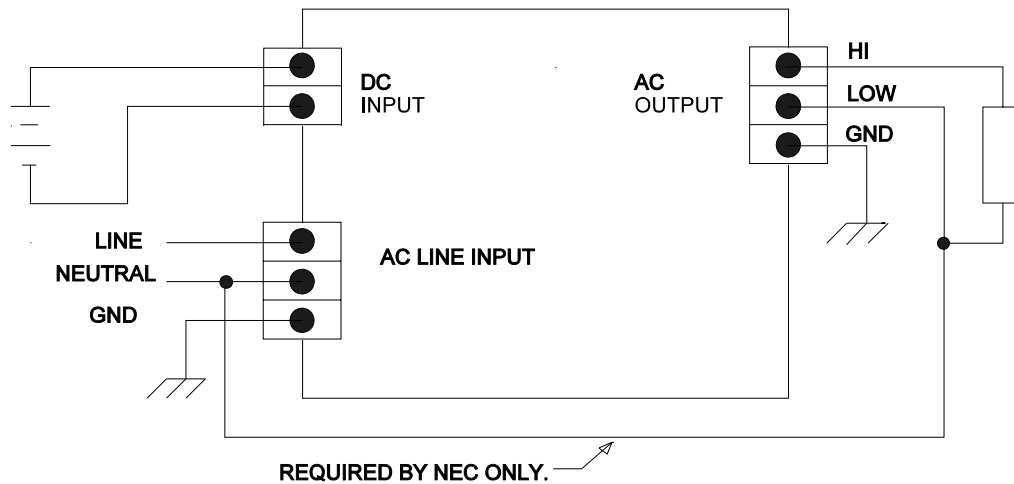 HI
DC
INPUT
AC
OUTPUT
LOW
GND
LINE
NEUTRAL
GND
AC LINE INPUT
REQUIRED BY NEC ONLY.